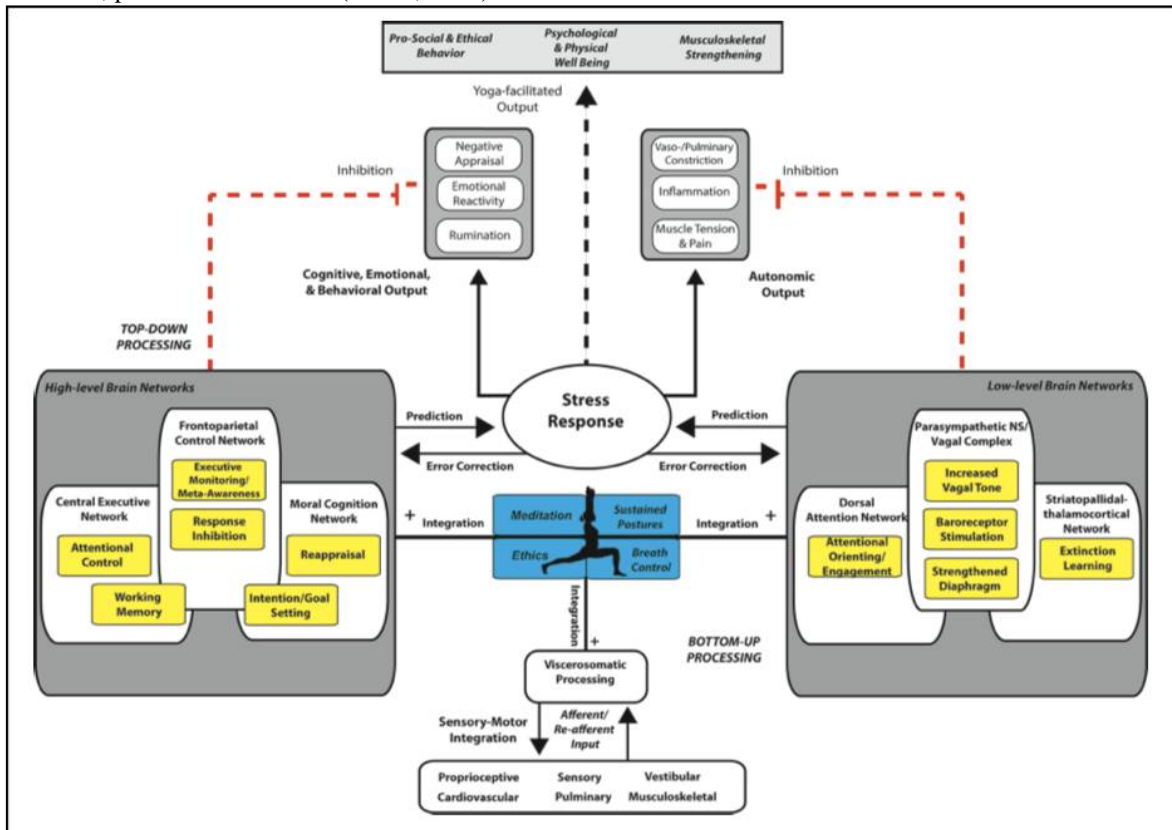 Pro-Social & Ethical
Behavior
Psychological
& Physical
Well Being
Musculoskeletal
Strengthening
Yoga-facilitated
Output
Inhibition
Negative
Appraisal
Emotional
Reactivity
Rumination
Vaso-/Pulminary
Constriction
Inflammation
Muscle Tension
& Pain
Inhibition
Cognitive, Emotional,
& Behavioral Output
Autonomic
Output
TOP-DOWN
PROCESSING
High-level Brain Networks
Frontoparietal
Control Network
Executive
Monitoring/
Meta-Awareness
Response
Inhibition
Central Executive
Network
Attentional
Control
Working
Memory
Moral Cognition
Network
Reappraisal
Intention/Goal
Setting
Stress
Response
Prediction
Error Correction
Prediction
Error Correction
+
Integration
Meditation
Sustained
Postures
Ethics
Breath
Control
Integration
+
Low-level Brain Networks
Parasympathetic NS/
Vagal Complex
Increased
Vagal Tone
Baroreceptor
Stimulation
Strengthened
Diaphragm
Dorsal
Attention Network
Attentional
Orienting/
Engagement
Striatopallidal-
thalamocortical
Network
Extinction
Learning
Integration
+
BOTTOM-UP
PROCESSING
Viscerosomatic
Processing
Sensory-Motor
Integration
Afferent/
Re-afferent
Input
Proprioceptive Sensory Vestibular
Cardiovascular Pulminary Musculoskeletal